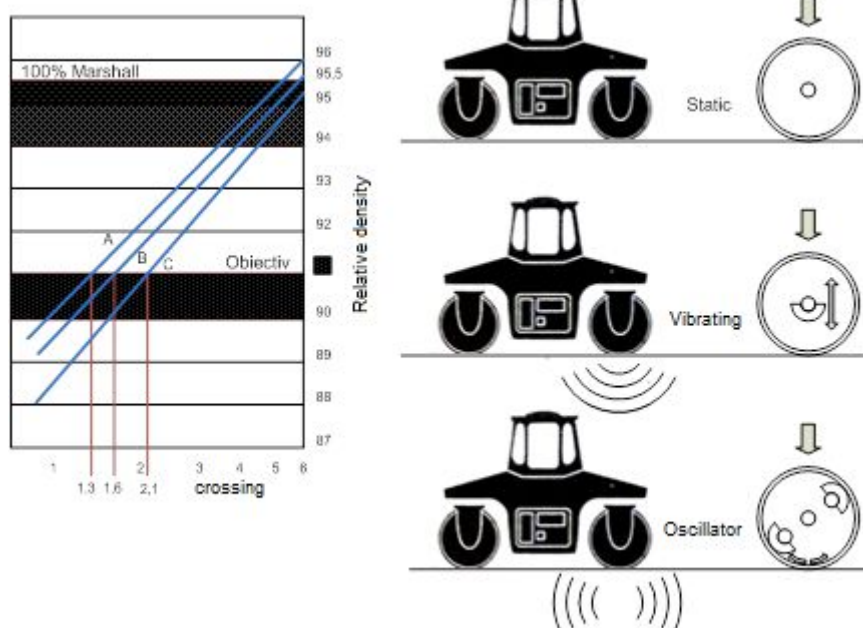 96
100% Marshall
95,5
95
94
93
92
A
B
C
Obiectiv
90
89
88
87
Relative density
1
2
3
4
5
6
1.3
1.6
2,1
crossing
Static
Vibrating
Oscillator